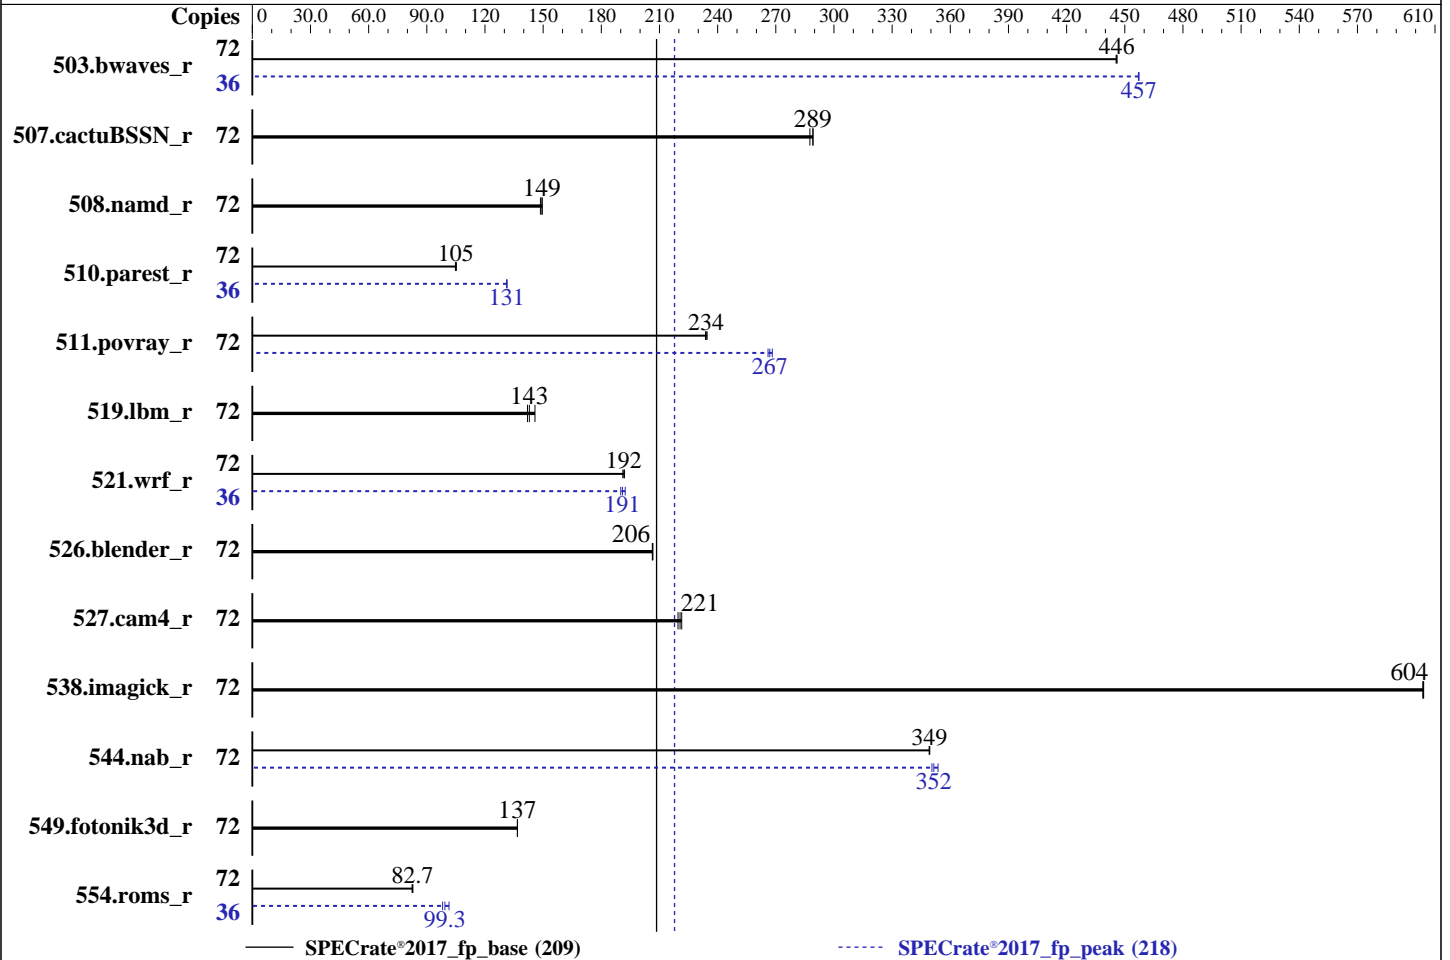 Copies 0 30.0 60.0 90.0 120 150 180 210 240 270 300 330 360 390 420 450 480 510 540 570 610
503.bwaves_r 72 446
36 457
507.cactuBSSN_r 72 289
508.namd_r 72 149
510.parest_r 72 105
36 131
511.povray_r 72 234
267
519.lbm_r 72 143
521.wrf_r 72 192
36 191
526.blender_r 72 206
527.cam4_r 72 221
538.imagick_r 72 604
544.nab_r 72 349
352
549.fotonik3d_r 72 137
554.roms_r 72 82.7
36 99.3
SPECrate®2017_fp_base (209) SPECrate®2017_fp_peak (218)